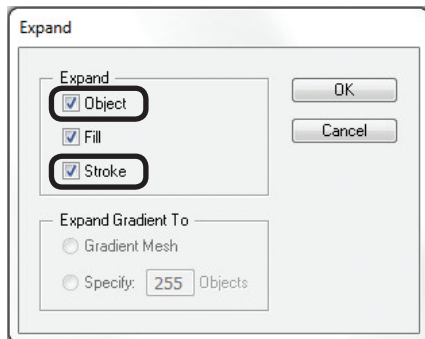 Expand
Expand
Object
Fill
Stroke
OK
Cancel
Expand Gradient To
Gradient Mesh
Specify: 255 Objects